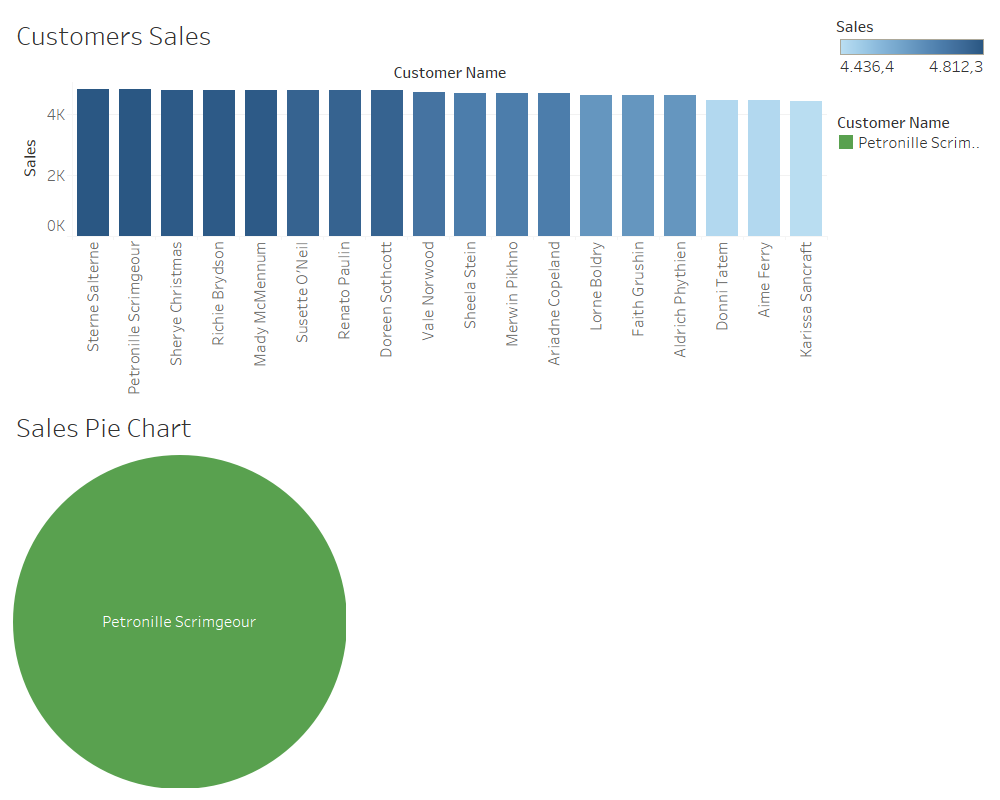 Customers Sales
Customer Name
Sales
4K
2K
0K
Sterne Salterne
Petronille Scrimgeour
Sherye Christmas
Richie Brydson
Mady McMennum
Susette O'Neil
Renato Paulin
Doreen Sothcott
Vale Norwood
Sheela Stein
Merwin Pikhno
Ariadne Copeland
Lorne Boldry
Faith Grushin
Aldrich Phythien
Donni Tatem
Aime Ferry
Karissa Sancraft
Sales
4.436,4 4.812,3
Customer Name
Petronille Scrim..
Sales Pie Chart
Petronille Scrimgeour